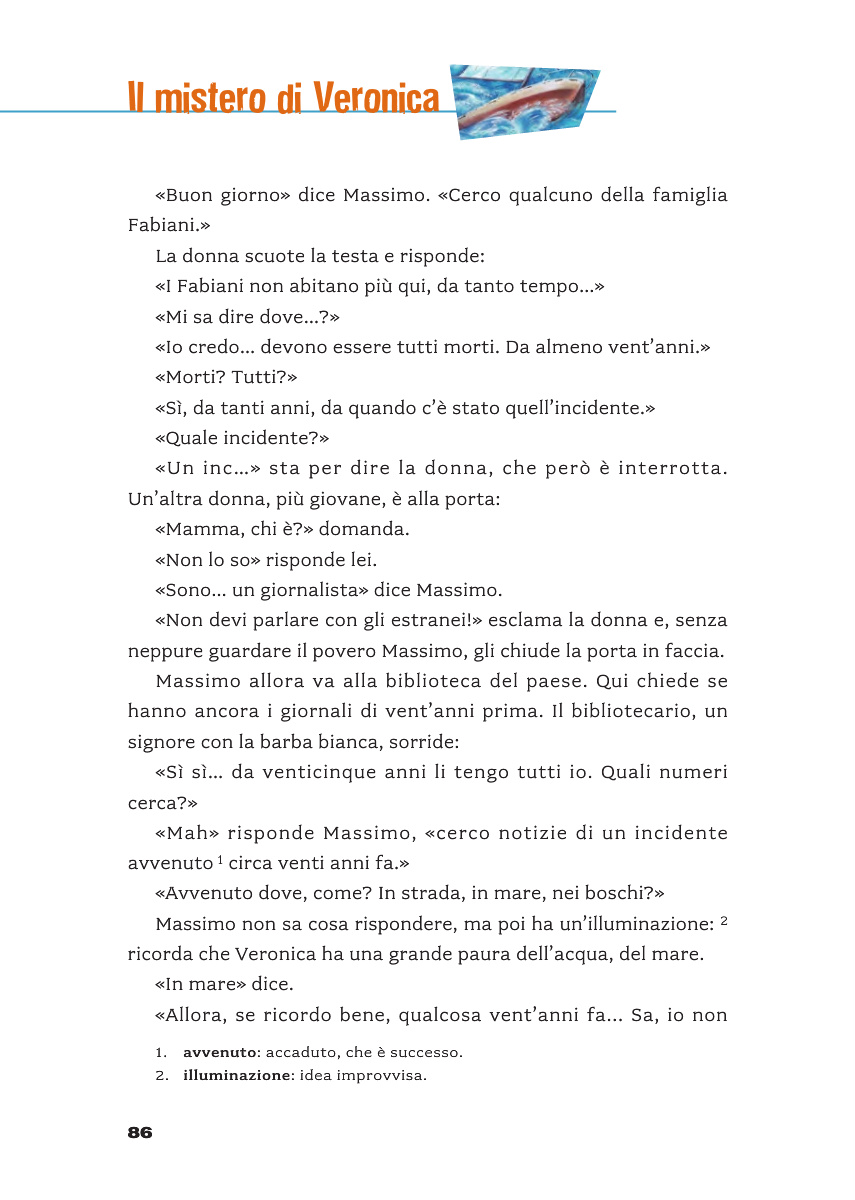 Il mistero di Veronica
«Buon giorno» dice Massimo. «Cerco qualcuno della famiglia
Fabiani.»
La donna scuote la testa e risponde:
«I Fabiani non abitano più qui, da tanto tempo...»
«Mi sa dire dove...?»
«Io credo... devono essere tutti morti. Da almeno vent’anni.»
«Morti? Tutti?»
«Sì, da tanti anni, da quando c’è stato quell’incidente.»
«Quale incidente?»
«Un inc...» sta per dire la donna, che però è interrotta.
Un’altra donna, più giovane, è alla porta:
«Mamma, chi è?» domanda.
«Non lo so» risponde lei.
«Sono... un giornalista» dice Massimo.
«Non devi parlare con gli estranei!» esclama la donna e, senza
neppure guardare il povero Massimo, gli chiude la porta in faccia.
Massimo allora va alla biblioteca del paese. Qui chiede se
hanno ancora i giornali di vent’anni prima. Il bibliotecario, un
signore con la barba bianca, sorride:
«Sì sì... da venticinque anni li tengo tutti io. Quali numeri
cerca?»
«Mah» risponde Massimo, «cerco notizie di un incidente
avvenuto 1 circa venti anni fa.»
«Avvenuto dove, come? In strada, in mare, nei boschi?»
Massimo non sa cosa rispondere, ma poi ha un’illuminazione: 2
ricorda che Veronica ha una grande paura dell’acqua, del mare.
«In mare» dice.
«Allora, se ricordo bene, qualcosa vent’anni fa... Sa, io non
1. avvenuto: accaduto, che è successo.
2. illuminazione: idea improvvisa.
86